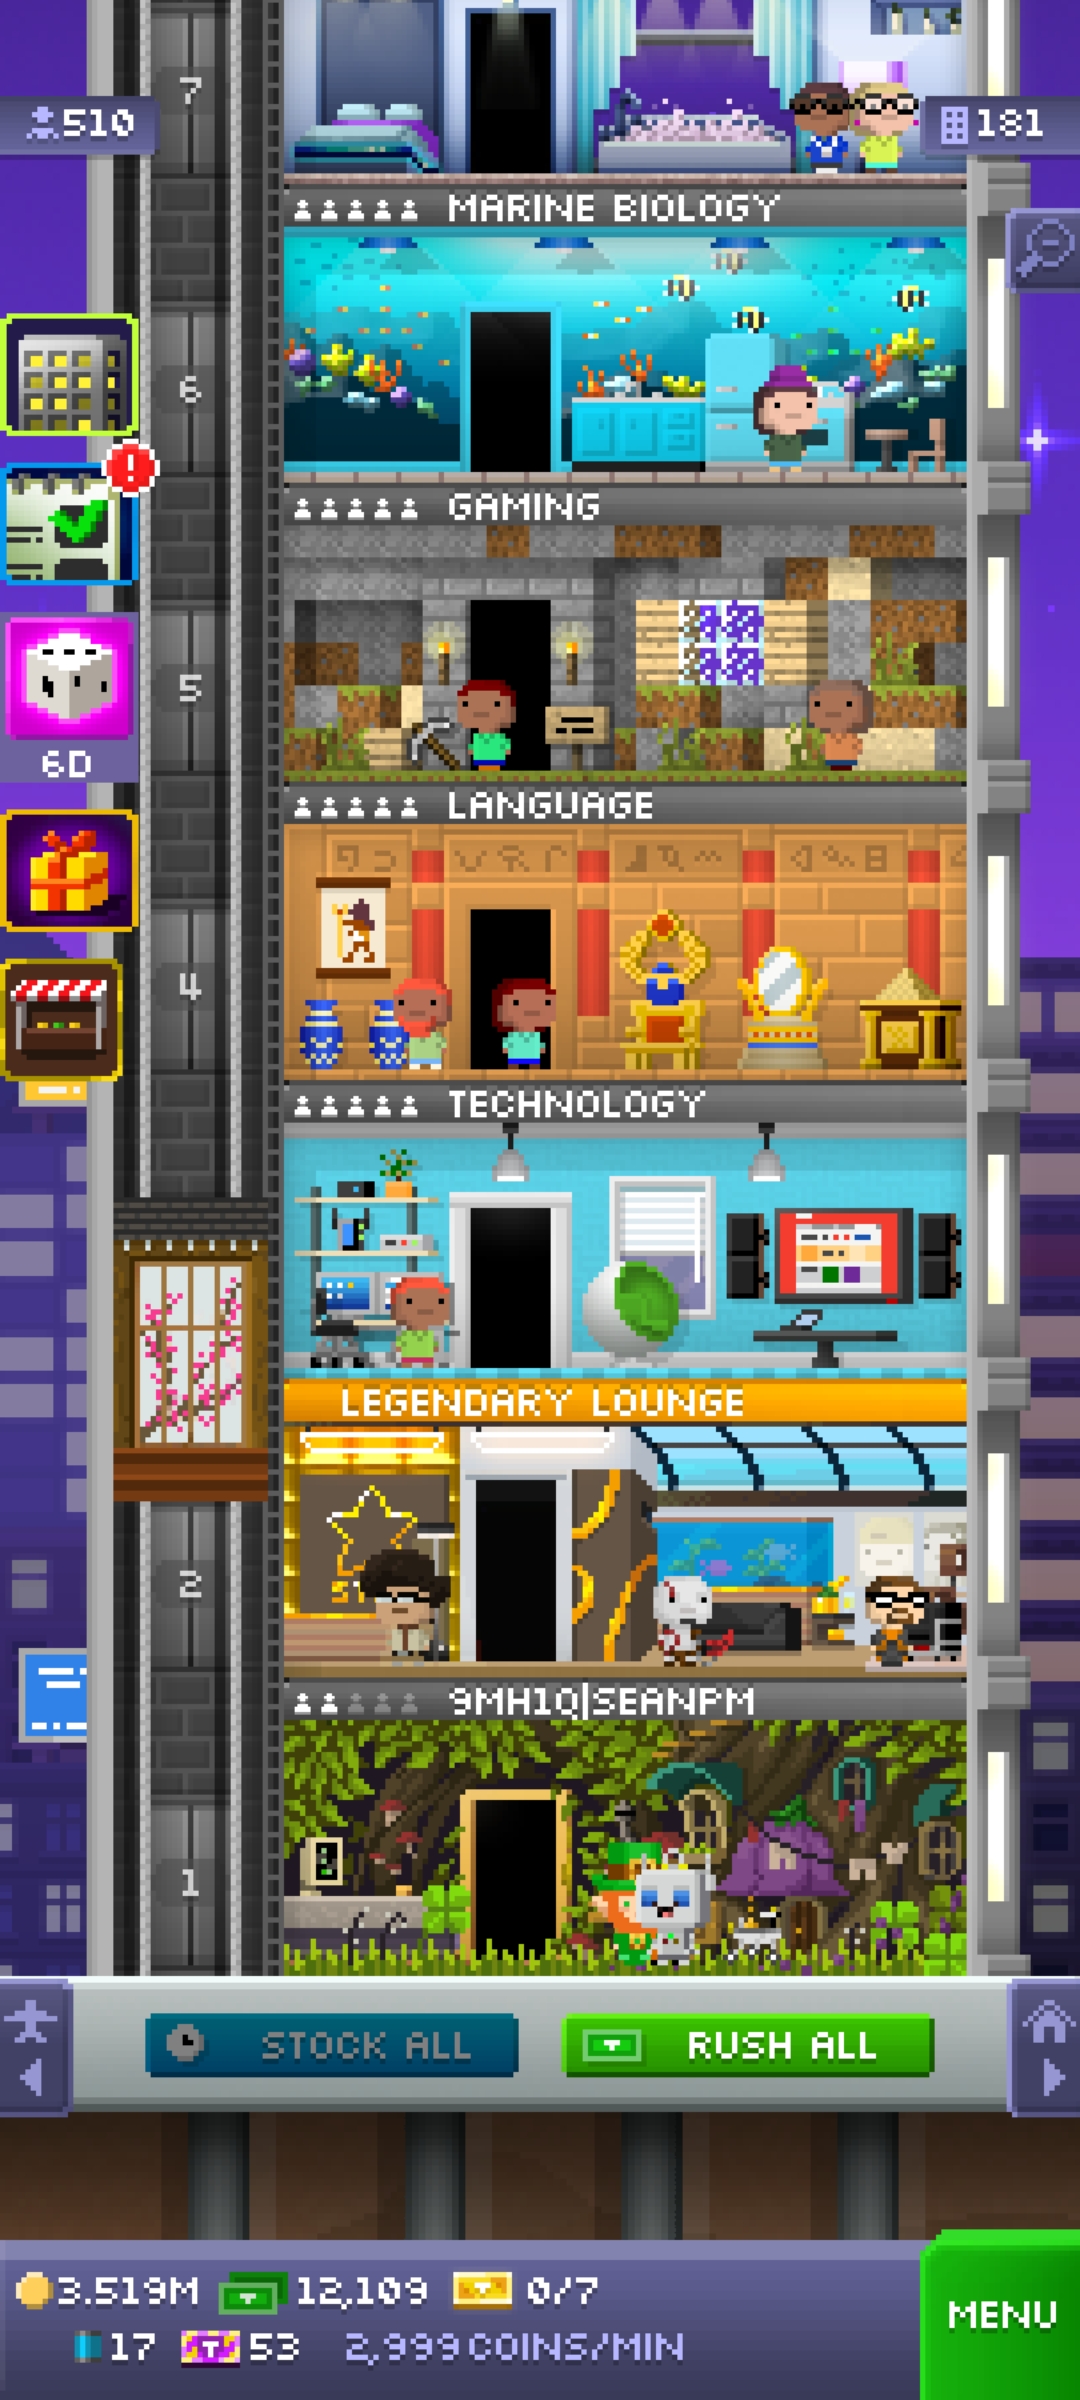 7
510
181
MARINE BIOLOGY
6
GAMING
5
6D
LANGUAGE
4
TECHNOLOGY
LEGENDARY LOUNGE
2
9MH1Q|SEANPM
1
STOCK ALL
RUSH ALL
3.519M
12,109
0/7
MENU
17
53
2,999 COINS/MIN